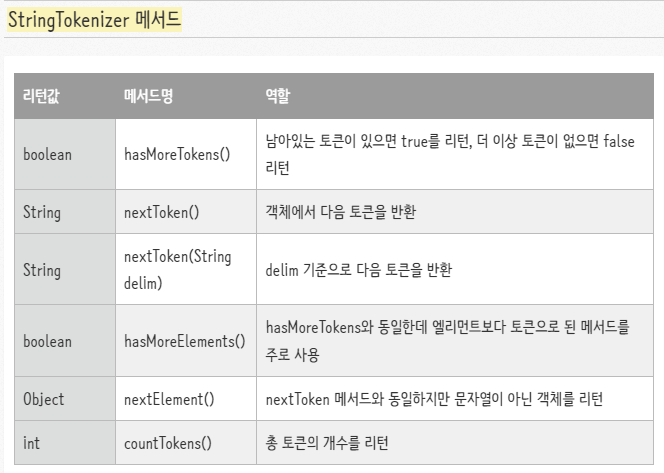 StringTokenizer 메서드
리턴값 메서드명 역할
boolean hasMoreTokens() 남아있는 토큰이 있으면 true를 리턴, 더 이상 토큰이 없으면 false
리턴
String nextToken() 객체에서 다음 토큰을 반환
String nextToken(String
delim) delim 기준으로 다음 토큰을 반환
boolean hasMoreElements() hasMoreTokens와 동일한데 엘리먼트보다 토큰으로 된 메서드를
주로 사용
Object nextElement() nextToken 메서드와 동일하지만 문자열이 아닌 객체를 리턴
int countTokens() 총 토큰의 개수를 리턴